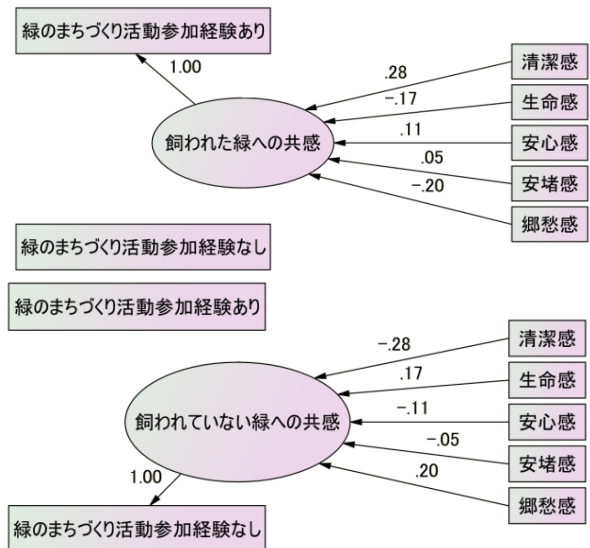 緑のまちづくり活動参加経験あり
1.00
飼われた緑への共感
.28
-.17
.11
.05
-.20
清潔感
生命感
安心感
安堵感
郷愁感
緑のまちづくり活動参加経験なし
緑のまちづくり活動参加経験あり
飼われていない緑への共感
-.28
.17
-.11
-.05
.20
清潔感
生命感
安心感
安堵感
郷愁感
1.00
緑のまちづくり活動参加経験なし